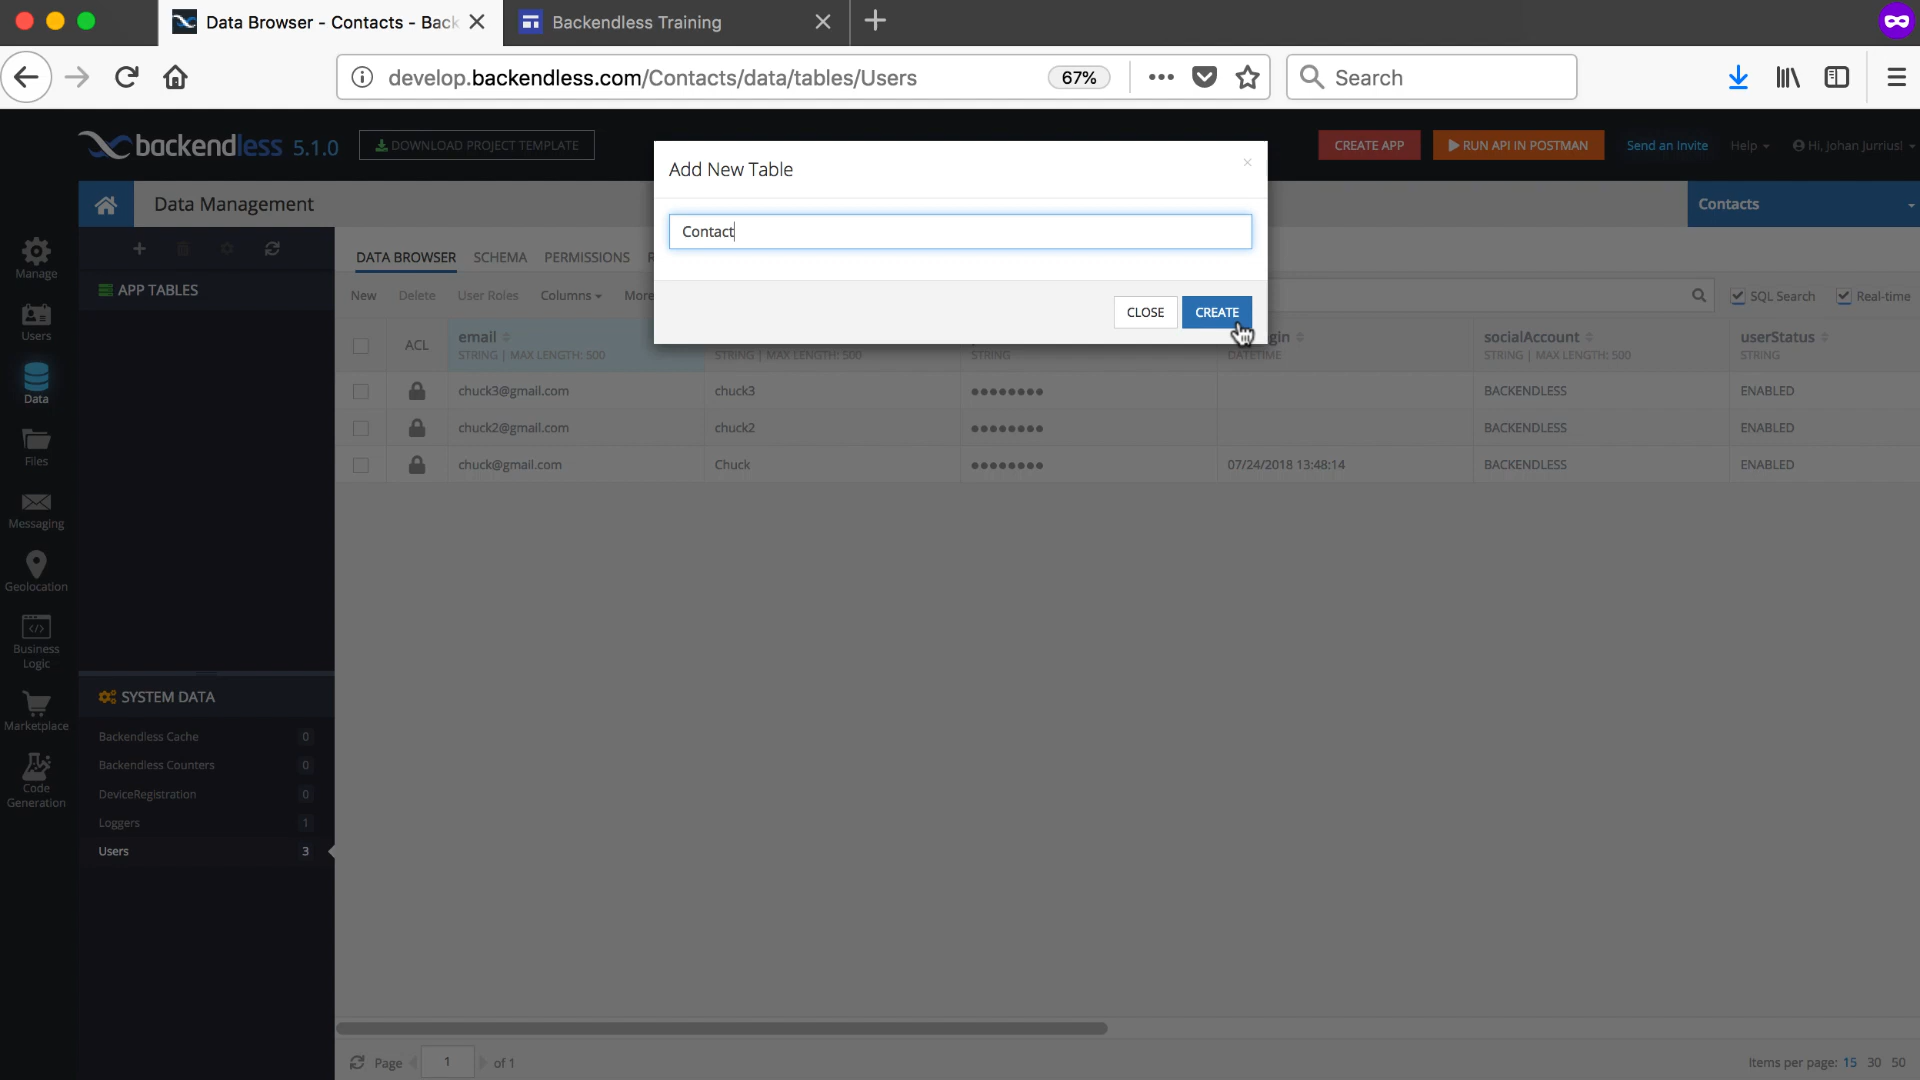 Data Browser - Contacts - Back
Backendless Training
develop.backendless.com/Contacts/data/tables/Users
67%
Search
backendless 5.1.0
DOWNLOAD PROJECT TEMPLATE
CREATE APP
RUN API IN POSTMAN
Send an Invite
Help
Hi, Johan Jurrius!
Data Management
Contacts
Add New Table
Contact
CLOSE
CREATE
Manage
Users
Data
Files
Messaging
Geolocation
Business
Logic
Marketplace
Code
Generation
APP TABLES
SYSTEM DATA
Backendless Cache 0
Backendless Counters 0
DeviceRegistration 0
Loggers 1
Users 3
DATA BROWSER SCHEMA PERMISSIONS
New Delete User Roles Columns More
SQL Search Real-time
ACL email socialAccount userStatus
STRING | MAX LENGTH: 500 STRING | MAX LENGTH: 500 STRING DATETIME STRING | MAX LENGTH: 500 STRING
chuck3@gmail.com chuck3 ●●●●●●●● BACKENDLESS ENABLED
chuck2@gmail.com chuck2 ●●●●●●●● BACKENDLESS ENABLED
chuck@gmail.com Chuck ●●●●●●●● 07/24/2018 13:48:14 BACKENDLESS ENABLED
Page 1 of 1
Items per page: 15 30 50